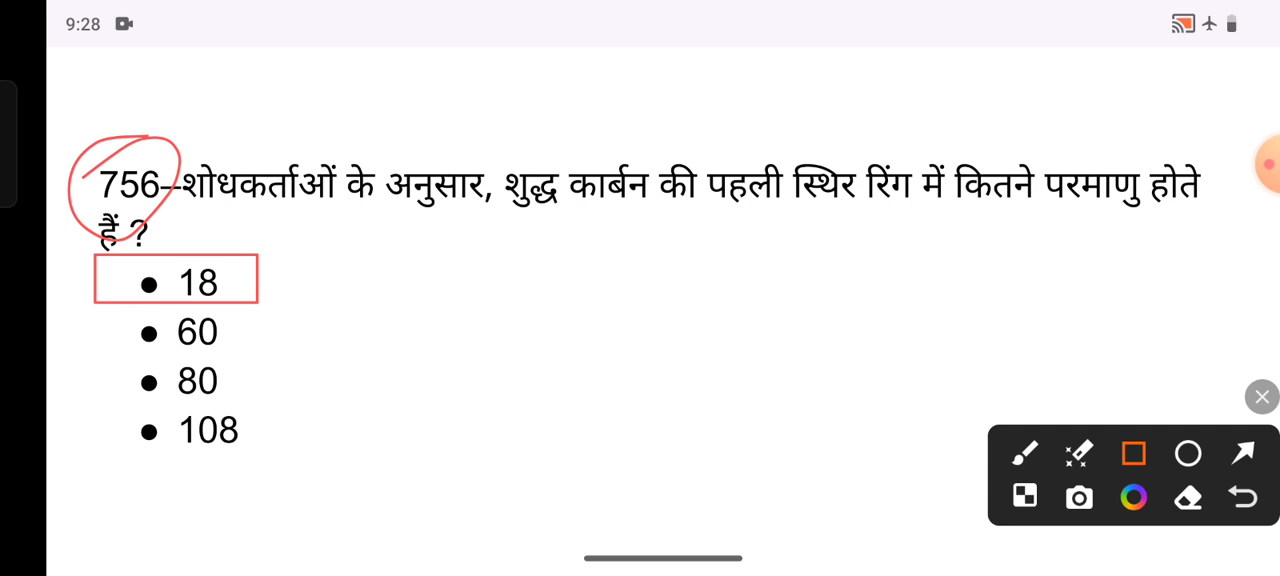 9:28
756–शोधकर्ताओं के अनुसार, शुद्ध कार्बन की पहली स्थिर रिंग में कितने परमाणु होते
हैं ?
● 18
● 60
● 80
● 108